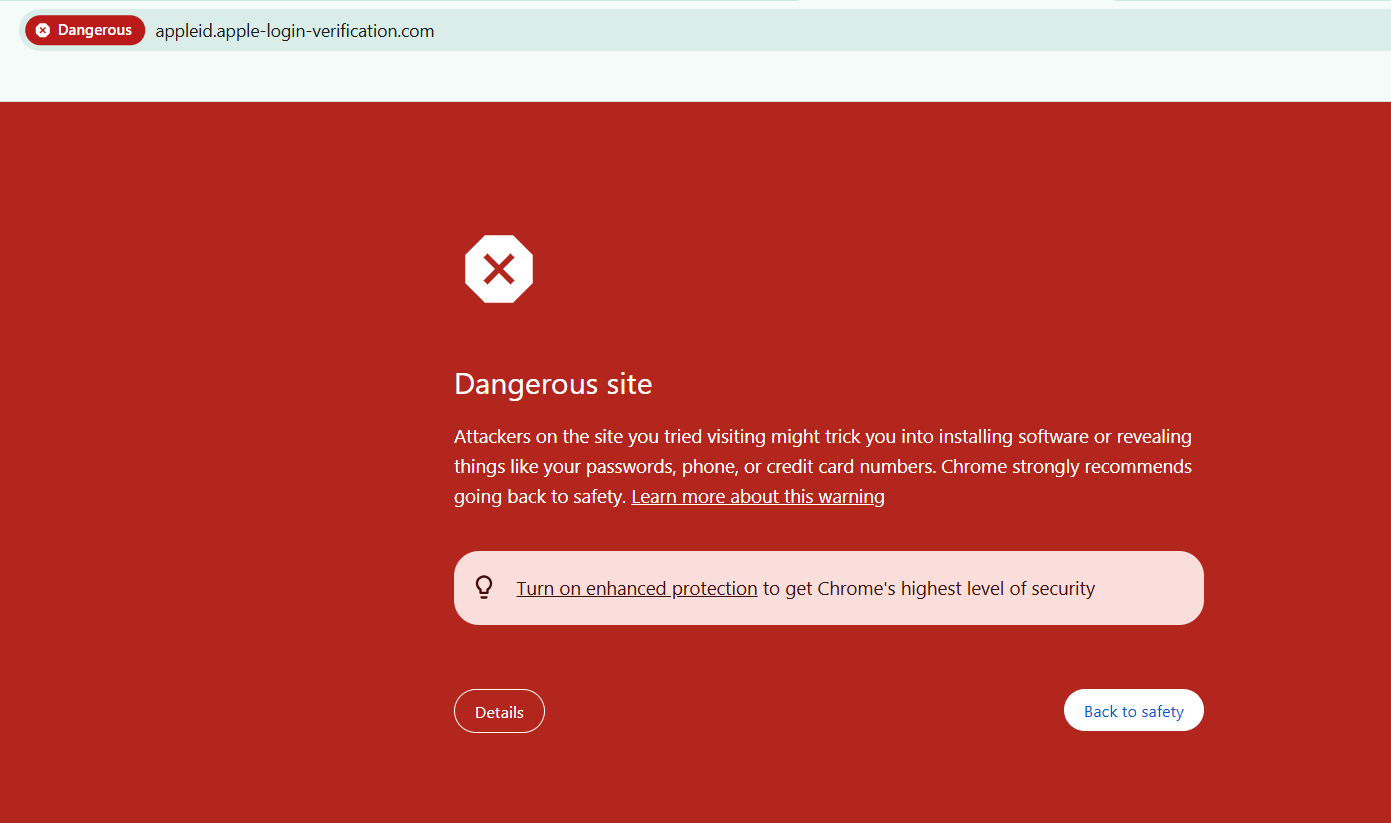 Dangerous appleid.apple-login-verification.com
Dangerous site
Attackers on the site you tried visiting might trick you into installing software or revealing
things like your passwords, phone, or credit card numbers. Chrome strongly recommends
going back to safety. Learn more about this warning
Turn on enhanced protection to get Chrome's highest level of security
Details
Back to safety